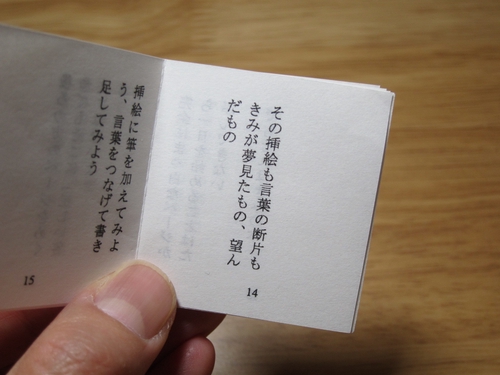 その挿絵も言葉の断片も
きみが夢見たもの、望ん
だもの
14
挿絵に筆を加えてみよ
う、言葉をつなげて書き
足してみよう
15